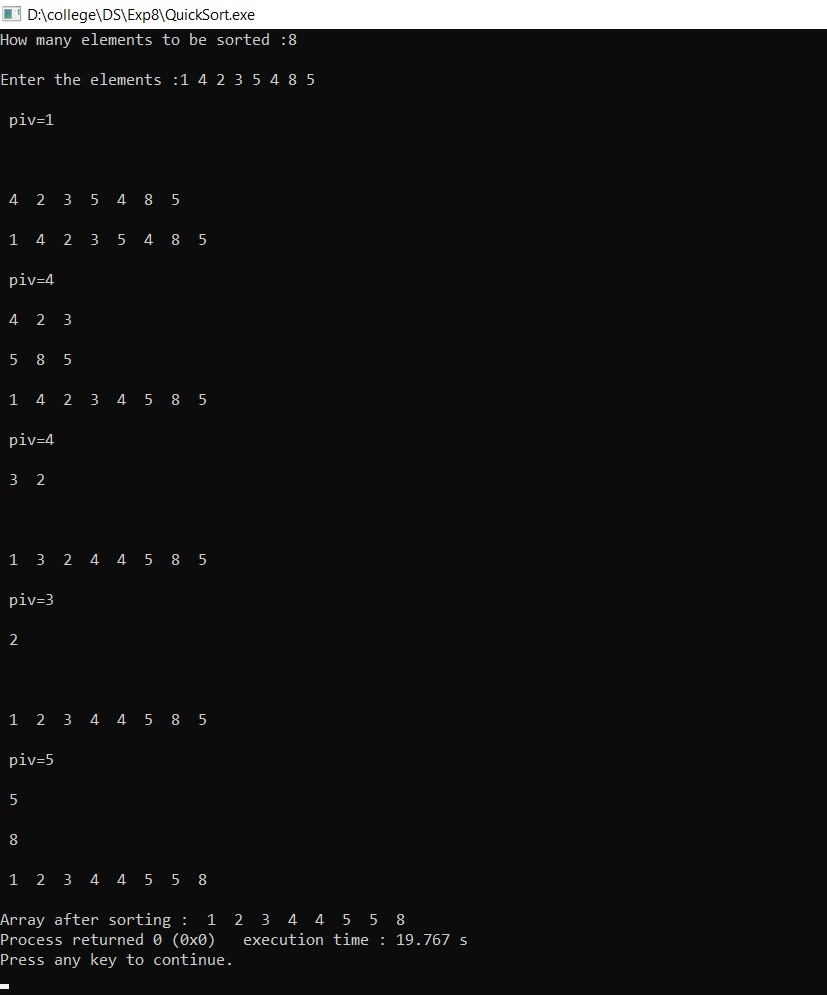 D:\college\DS\Exp8\QuickSort.exe
How many elements to be sorted :8
Enter the elements :1 4 2 3 5 4 8 5
piv=1
4 2 3 5 4 8 5
1 4 2 3 5 4 8 5
piv=4
4 2 3
5 8 5
1 4 2 3 4 5 8 5
piv=4
3 2
1 3 2 4 4 5 8 5
piv=3
2
1 2 3 4 4 5 8 5
piv=5
5
8
1 2 3 4 4 5 5 8
Array after sorting : 1 2 3 4 4 5 5 8
Process returned 0 (0x0) execution time : 19.767 s
Press any key to continue.